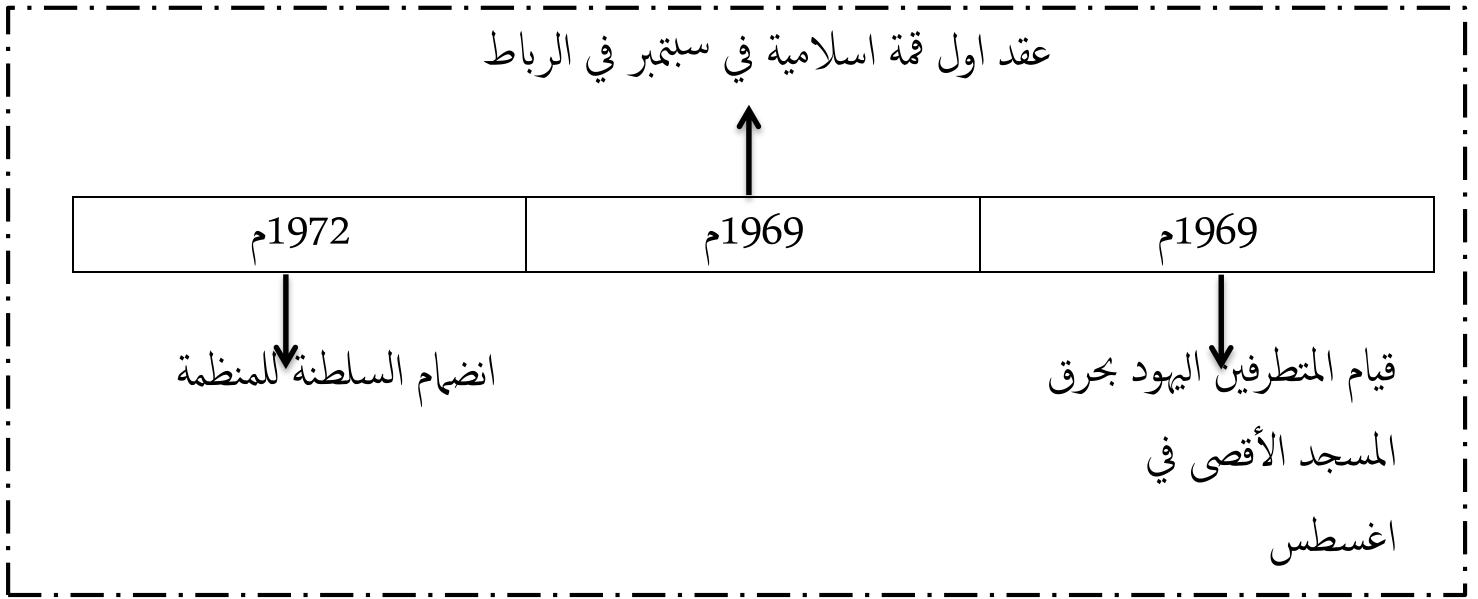 عقد اول قمة اسلامية في سبتمبر في الرباط
1969م
1969م
1972م
قيام المتطرفين اليهود بحرق
المسجد الأقصى في
اغسطس
انضمام السلطنة للمنظمة